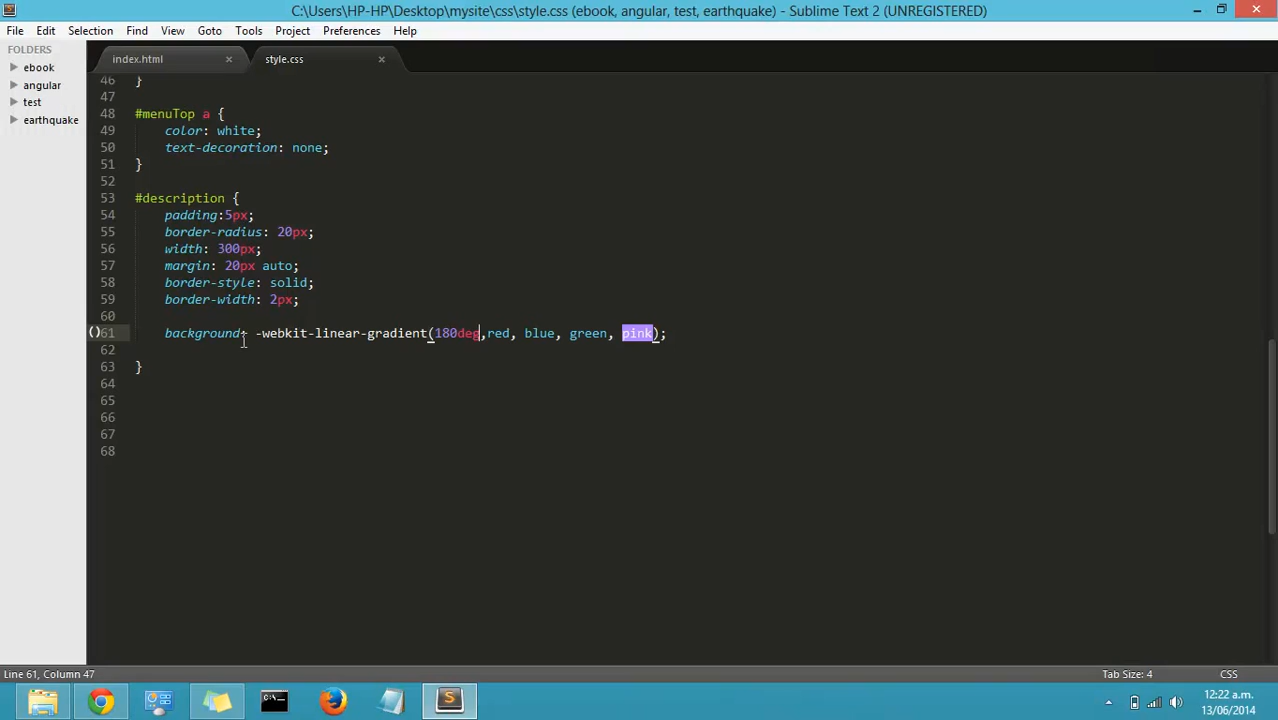 C:\Users\HP-HP\Desktop\mysite\css\style.css (ebook, angular, test, earthquake) - Sublime Text 2 (UNREGISTERED)
File Edit Selection Find View Goto Tools Project Preferences Help
FOLDERS
ebook
angular
test
earthquake
index.html
style.css
46 }
47
48 #menuTop a {
49 color: white;
50 text-decoration: none;
51 }
52
53 #description {
54 padding:5px;
55 border-radius: 20px;
56 width: 300px;
57 margin: 20px auto;
58 border-style: solid;
59 border-width: 2px;
60
61 background: -webkit-linear-gradient(180deg,red, blue, green, pink);
62
63 }
64
65
66
67
68
Line 61, Column 47
Tab Size: 4
CSS
12:22 a.m.
13/06/2014